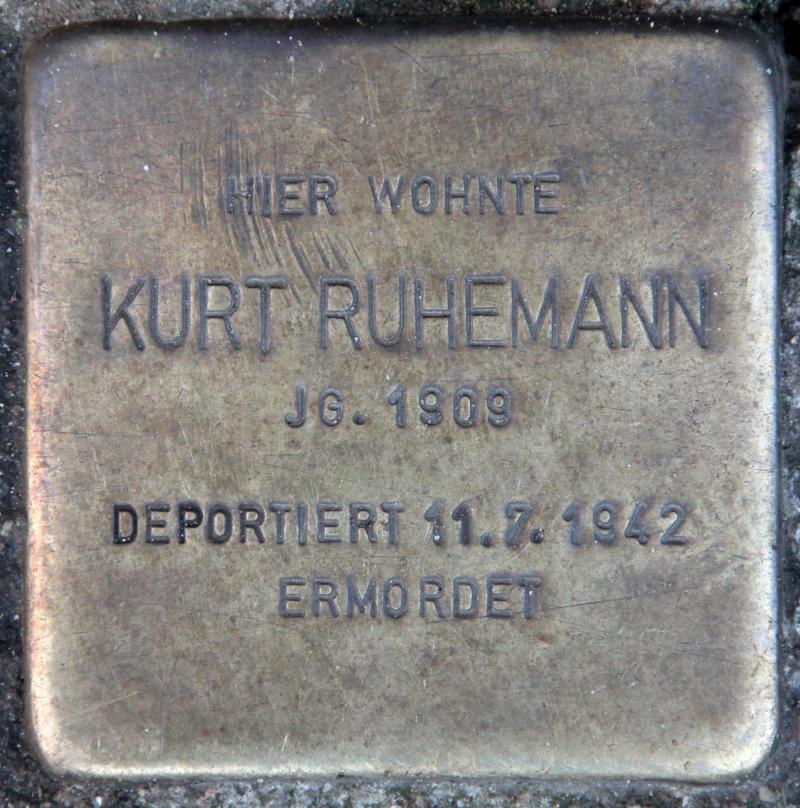 HIER WOHNTE
KURT RUHEMANN
JG. 1909
DEPORTIERT 11.7.1942
ERMORDET